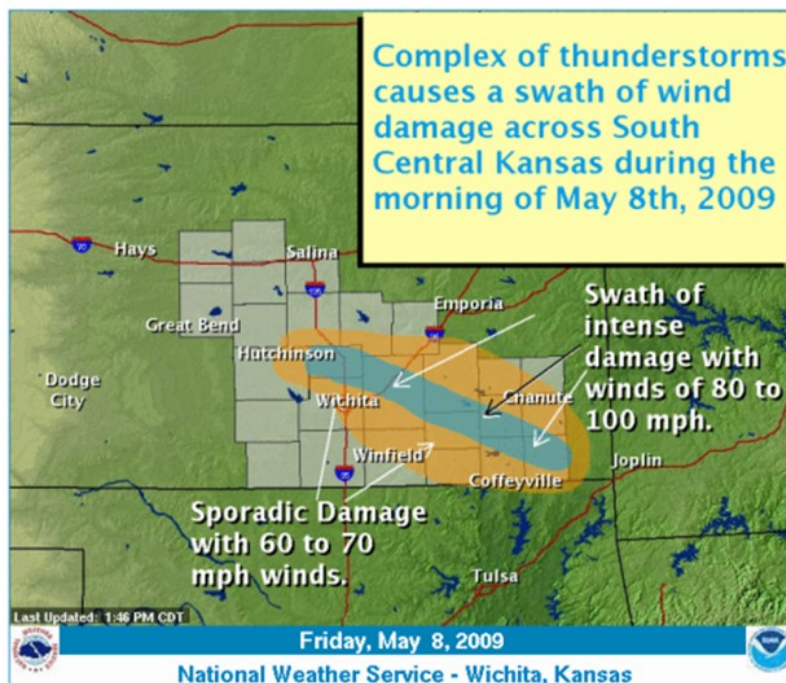 Complex of thunderstorms
causes a swath of wind
damage across South
Central Kansas during the
morning of May 8th, 2009
Hays
Salina
70
135
Emporia
Great Bend
Hutchinson
Swath of
intense
damage with
winds of 80 to
100 mph.
Dodge
City
Wichita
Chanute
Winfield
35
Coffeyville
Joplin
Sporadic Damage
with 60 to 70
mph winds.
Tulsa
Last Updated: 1:46 PM CDT
Friday, May 8, 2009
National Weather Service - Wichita, Kansas